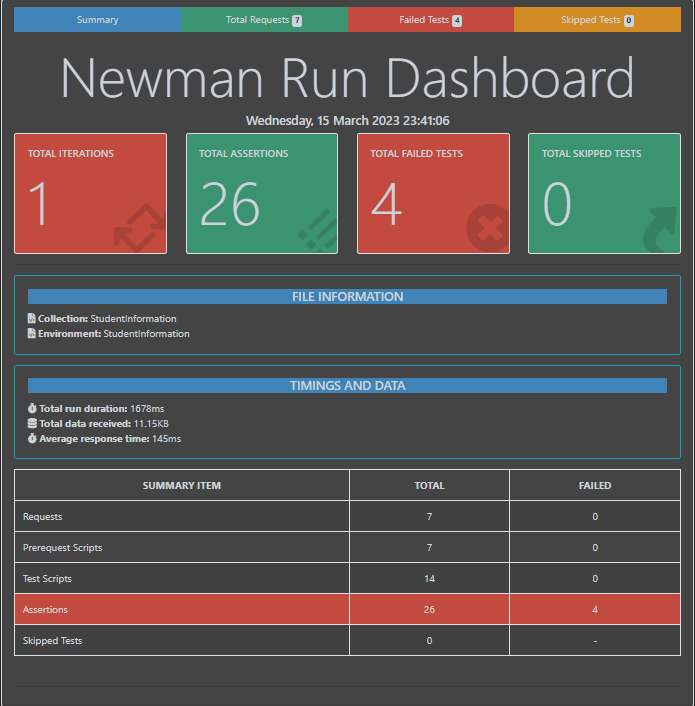 Summary Total Requests 7 Failed Tests 4 Skipped Tests 0
Newman Run Dashboard
Wednesday, 15 March 2023 23:41:06
TOTAL ITERATIONS TOTAL ASSERTIONS TOTAL FAILED TESTS TOTAL SKIPPED TESTS
1 26 4 0
FILE INFORMATION
Collection: StudentInformation
Environment: StudentInformation
TIMINGS AND DATA
Total run duration: 1678ms
Total data received: 11.15KB
Average response time: 145ms
SUMMARY ITEM TOTAL FAILED
Requests 7 0
Prerequest Scripts 7 0
Test Scripts 14 0
Assertions 26 4
Skipped Tests 0 -